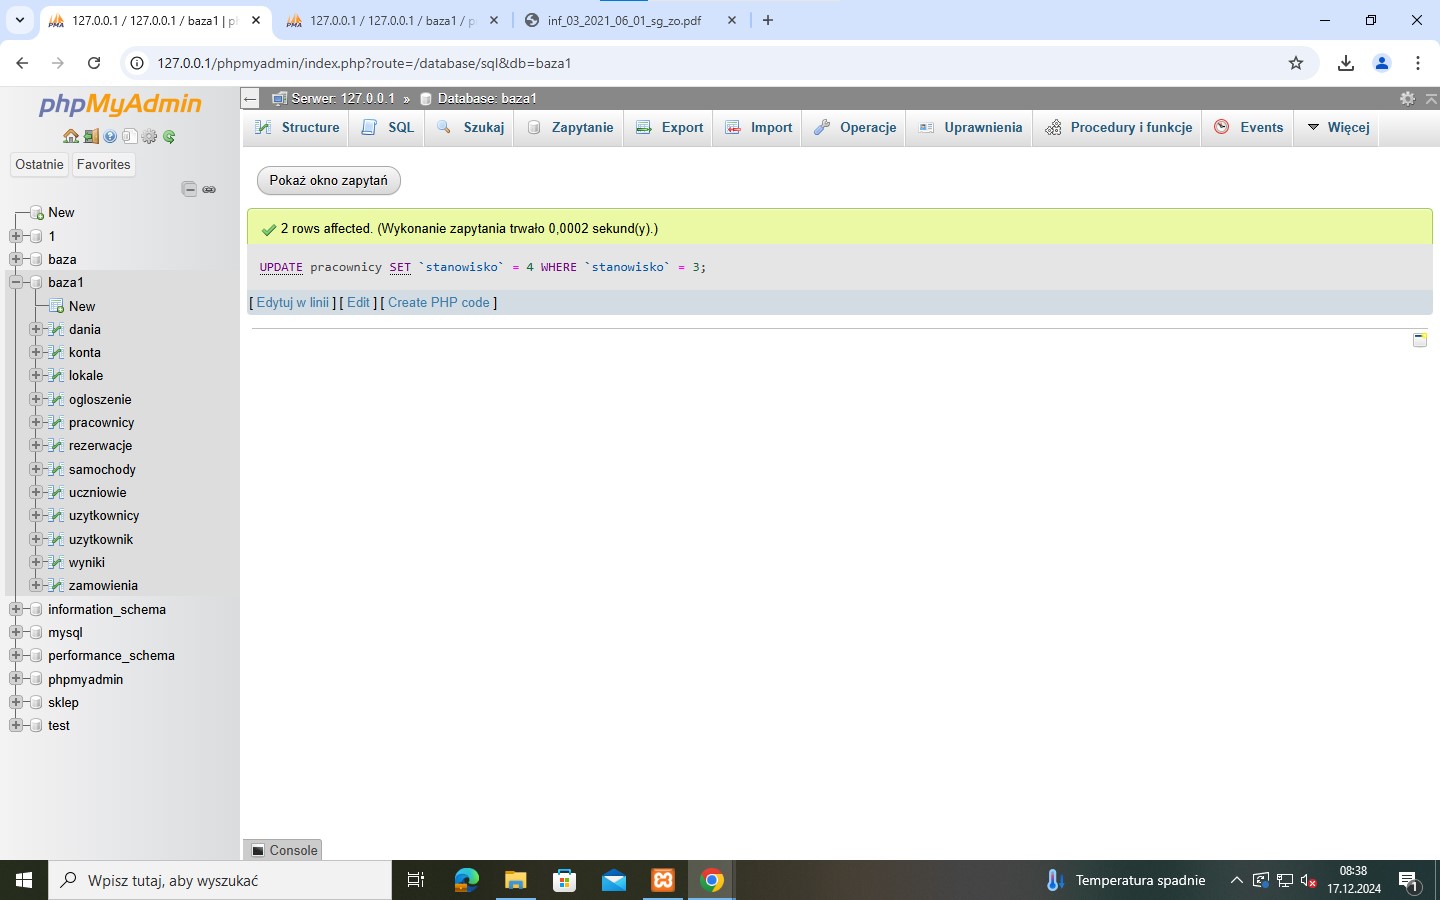 127.0.0.1 / 127.0.0.1 / baza1 | pl
127.0.0.1 / 127.0.0.1 / baza1 / p
inf_03_2021_06_01_sg_zo.pdf
127.0.0.1/phpmyadmin/index.php?route=/database/sql&db=baza1
phpMyAdmin
Ostatnie
Favorites
New
1
baza
baza1
New
dania
konta
lokale
ogloszenie
pracownicy
rezerwacje
samochody
uczniowie
uzytkownicy
uzytkownik
wyniki
zamowienia
information_schema
mysql
performance_schema
phpmyadmin
sklep
test
Serwer: 127.0.0.1 » Database: baza1
Structure
SQL
Szukaj
Zapytanie
Export
Import
Operacje
Uprawnienia
Procedury i funkcje
Events
Więcej
Pokaż okno zapytań
2 rows affected. (Wykonanie zapytania trwało 0,0002 sekund(y).)
UPDATE pracownicy SET `stanowisko` = 4 WHERE `stanowisko` = 3;
[ Edytuj w linii ] [ Edit ] [ Create PHP code ]
Console
Wpisz tutaj, aby wyszukać
Temperatura spadnie
08:38
17.12.2024
1